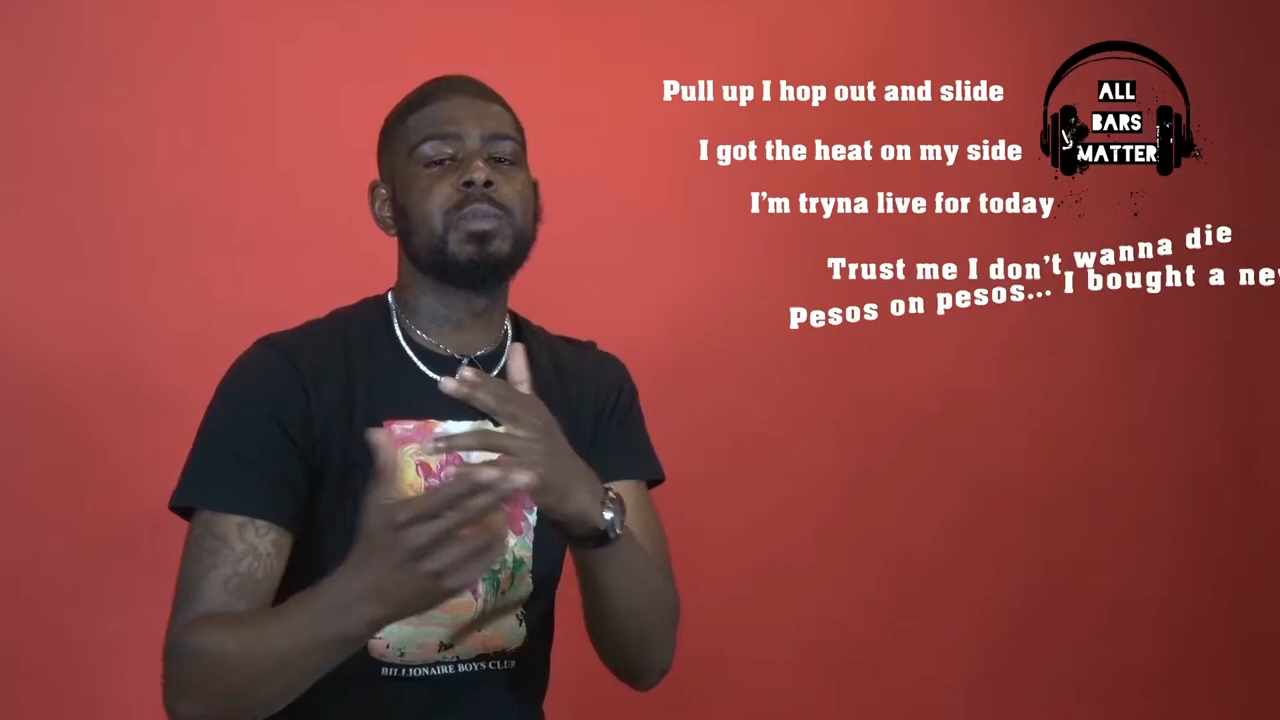 Pull up I hop out and slide
I got the heat on my side
I'm tryna live for today
Trust me I don't wanna die
Pesos on pesos... I bought a
ALL
BARS
MATTER
BILLIONAIRE BOYS CLUB